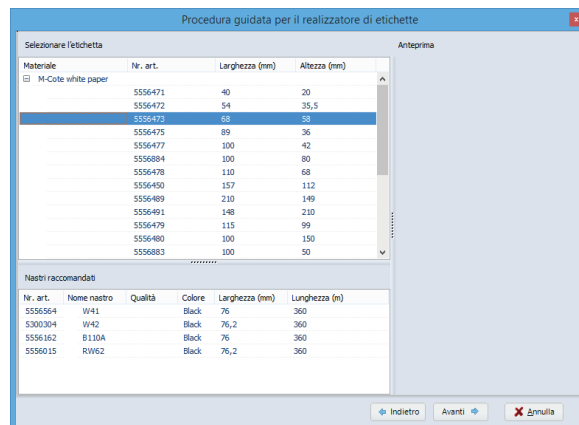 Procedura guidata per il realizzatore di etichette
Selezionare l'etichetta
Anteprima
Materiale Nr. art. Larghezza (mm) Altezza (mm)
M-Cote white paper
5556471 40 20
5556472 54 35,5
5556473 68 58
5556475 89 36
5556477 100 42
5556884 100 80
5556478 110 68
5556450 157 112
5556489 210 149
5556491 148 210
5556479 115 99
5556480 100 150
5556883 100 50
Nastri raccomandati
Nr. art. Nome nastro Qualità Colore Larghezza (mm) Lunghezza (m)
5556564 W41 Black 76 360
5300304 W42 Black 76,2 360
5556162 B110A Black 76 360
5556015 RW62 Black 76,2 360
Indietro Avanti Annulla